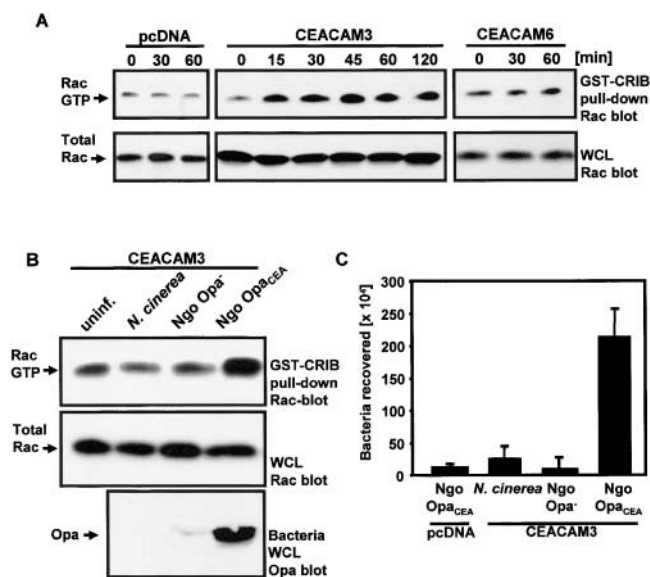 A
pcDNA CEACAM3 CEACAM6
0 30 60 0 15 30 45 60 120 0 30 60 [min]
Rac
GTP
GST-CRIB
pull-down
Rac blot
Total
Rac
WCL
Rac blot
B
CEACAM3
uninf. N. cinerea Ngo Opa⁻ Ngo OpaCEA
Rac
GTP
GST-CRIB
pull-down
Rac-blot
Total
Rac
WCL
Rac blot
Opa
Bacteria
WCL
Opa blot
C
Bacteria recovered [x 10⁴]
300
250
200
150
100
50
0
Ngo N. cinerea Ngo Ngo
OpaCEA Opa⁻ OpaCEA
pcDNA CEACAM3